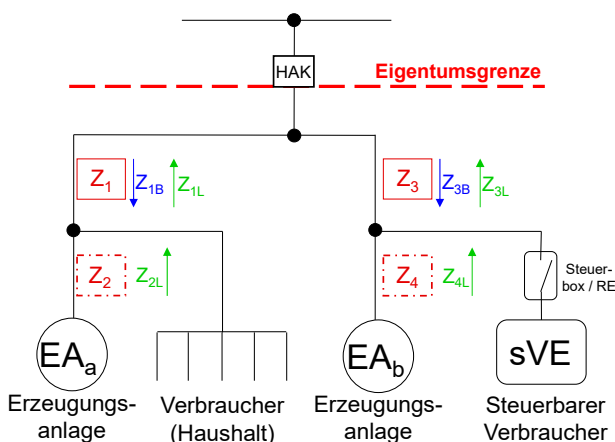 HAK
Eigentumsgrenze
Z1 Z1B Z1L
Z3 Z3B Z3L
Z2 Z2L
Z4 Z4L
Steuer-
box / RE
EAa
EAb
sVE
Erzeugungs-
anlage
Verbraucher
(Haushalt)
Erzeugungs-
anlage
Steuerbarer
Verbraucher